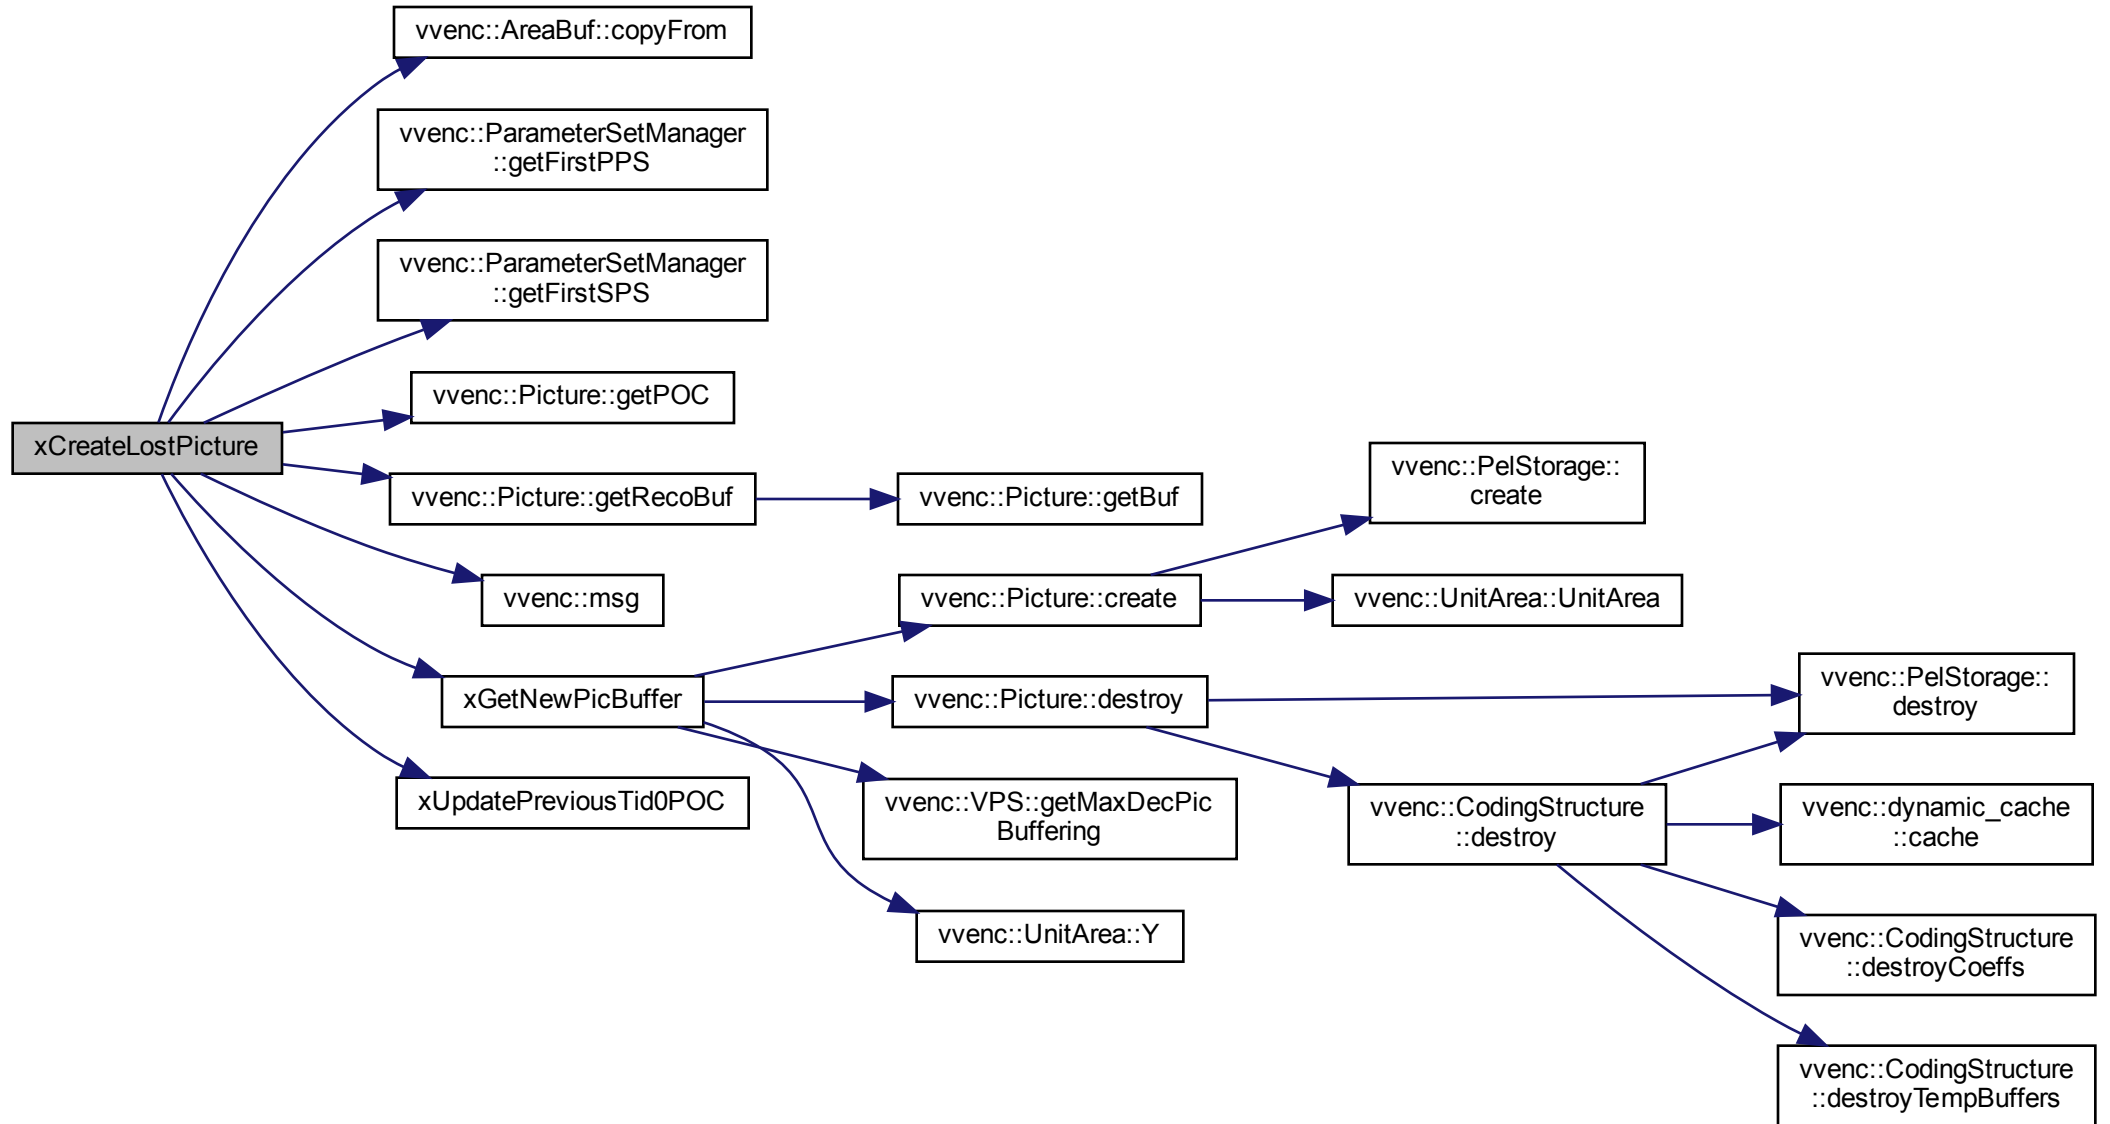 vvenc::AreaBuf::copyFrom
vvenc::ParameterSetManager
::getFirstPPS
vvenc::ParameterSetManager
::getFirstSPS
vvenc::Picture::getPOC
xCreateLostPicture
vvenc::Picture::getRecoBuf
vvenc::Picture::getBuf
vvenc::PelStorage::
create
vvenc::msg
vvenc::Picture::create
vvenc::UnitArea::UnitArea
xGetNewPicBuffer
vvenc::Picture::destroy
vvenc::PelStorage::
destroy
xUpdatePreviousTid0POC
vvenc::VPS::getMaxDecPic
Buffering
vvenc::CodingStructure
::destroy
vvenc::dynamic_cache
::cache
vvenc::UnitArea::Y
vvenc::CodingStructure
::destroyCoeffs
vvenc::CodingStructure
::destroyTempBuffers